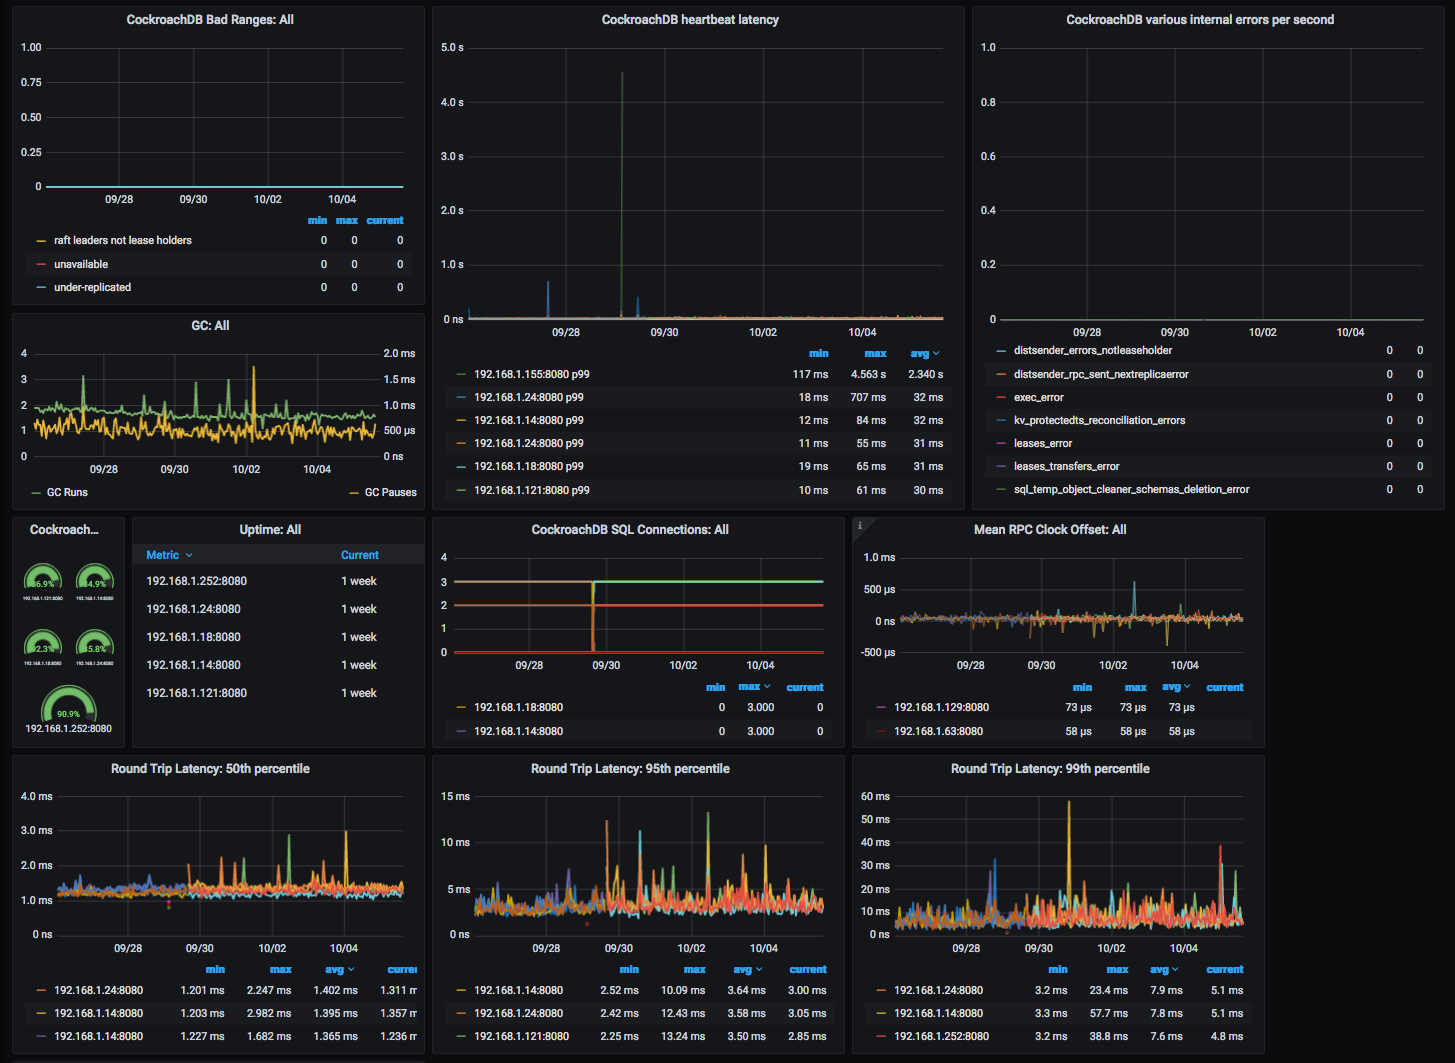 CockroachDB Bad Ranges: All
1.00
0.75
0.50
0.25
0
09/28 09/30 10/02 10/04
min max current
raft leaders not lease holders 0 0 0
unavailable 0 0 0
under-replicated 0 0 0
CockroachDB heartbeat latency
5.0 s
4.0 s
3.0 s
2.0 s
1.0 s
0 ns
09/28 09/30 10/02 10/04
min max avg
192.168.1.155:8080 p99 117 ms 4.563 s 2.340 s
192.168.1.24:8080 p99 18 ms 707 ms 32 ms
192.168.1.14:8080 p99 12 ms 84 ms 32 ms
192.168.1.24:8080 p99 11 ms 55 ms 31 ms
192.168.1.18:8080 p99 19 ms 65 ms 31 ms
192.168.1.121:8080 p99 10 ms 61 ms 30 ms
CockroachDB various internal errors per second
1.0
0.8
0.6
0.4
0.2
0
09/28 09/30 10/02 10/04
distsender_errors_notleaseholder 0 0
distsender_rpc_sent_nextreplicaerror 0 0
exec_error 0 0
kv_protectedts_reconciliation_errors 0 0
leases_error 0 0
leases_transfers_error 0 0
sql_temp_object_cleaner_schemas_deletion_error 0 0
GC: All
4 2.0 ms
3 1.5 ms
2 1.0 ms
1 500 µs
0 0 ns
09/28 09/30 10/02 10/04
GC Runs GC Pauses
Cockroach...
192.168.1.121:8080 192.168.1.14:8080
192.168.1.18:8080 192.168.1.24:8080
90.9%
192.168.1.252:8080
Uptime: All
Metric Current
192.168.1.252:8080 1 week
192.168.1.24:8080 1 week
192.168.1.18:8080 1 week
192.168.1.14:8080 1 week
192.168.1.121:8080 1 week
CockroachDB SQL Connections: All
4
3
2
1
0
09/28 09/30 10/02 10/04
min max current
192.168.1.18:8080 0 3.000 0
192.168.1.14:8080 0 3.000 0
i
Mean RPC Clock Offset: All
1.0 ms
500 µs
0 ns
-500 µs
09/28 09/30 10/02 10/04
min max avg current
192.168.1.129:8080 73 µs 73 µs 73 µs
192.168.1.63:8080 58 µs 58 µs 58 µs
Round Trip Latency: 50th percentile
4.0 ms
3.0 ms
2.0 ms
1.0 ms
0 ns
09/28 09/30 10/02 10/04
min max avg curre
192.168.1.24:8080 1.201 ms 2.247 ms 1.402 ms 1.311 m
192.168.1.14:8080 1.203 ms 2.982 ms 1.395 ms 1.357 m
192.168.1.14:8080 1.227 ms 1.682 ms 1.365 ms 1.236 m
Round Trip Latency: 95th percentile
15 ms
10 ms
5 ms
0 ns
09/28 09/30 10/02 10/04
min max avg current
192.168.1.14:8080 2.52 ms 10.09 ms 3.64 ms 3.00 ms
192.168.1.24:8080 2.42 ms 12.43 ms 3.58 ms 3.05 ms
192.168.1.121:8080 2.25 ms 13.24 ms 3.50 ms 2.85 ms
Round Trip Latency: 99th percentile
60 ms
50 ms
40 ms
30 ms
20 ms
10 ms
0 ns
09/28 09/30 10/02 10/04
min max avg current
192.168.1.24:8080 3.2 ms 23.4 ms 7.9 ms 5.1 ms
192.168.1.14:8080 3.3 ms 57.7 ms 7.8 ms 5.1 ms
192.168.1.252:8080 3.2 ms 38.8 ms 7.6 ms 4.8 ms